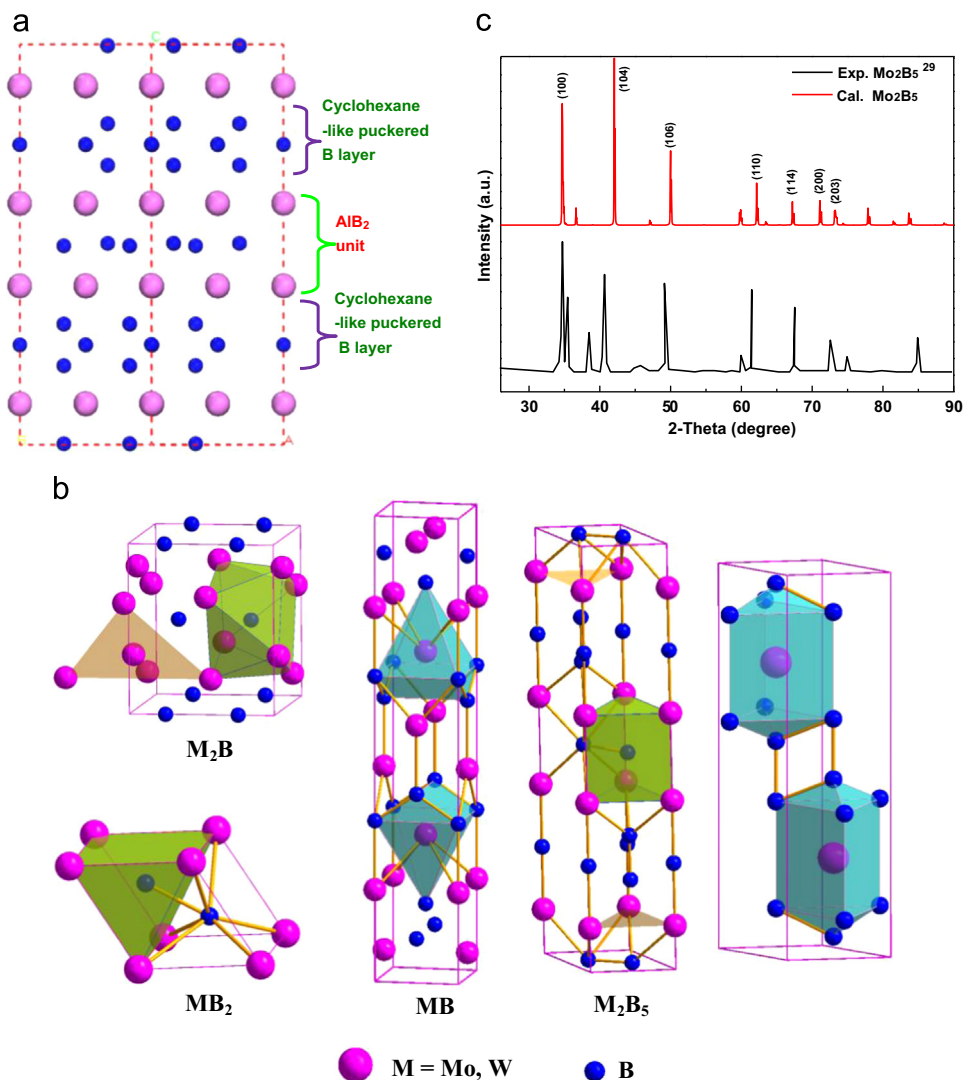 a
C
Cyclohexane
-like puckered
B layer
AlB2
unit
Cyclohexane
-like puckered
B layer
A
c
Intensity (a.u.)
(100)
(104)
(106)
(110)
(114)
(200)
(203)
Exp. Mo2B5 29
Cal. Mo2B5
30 40 50 60 70 80 90
2-Theta (degree)
b
M2B
MB2
MB
M2B5
M = Mo, W
B